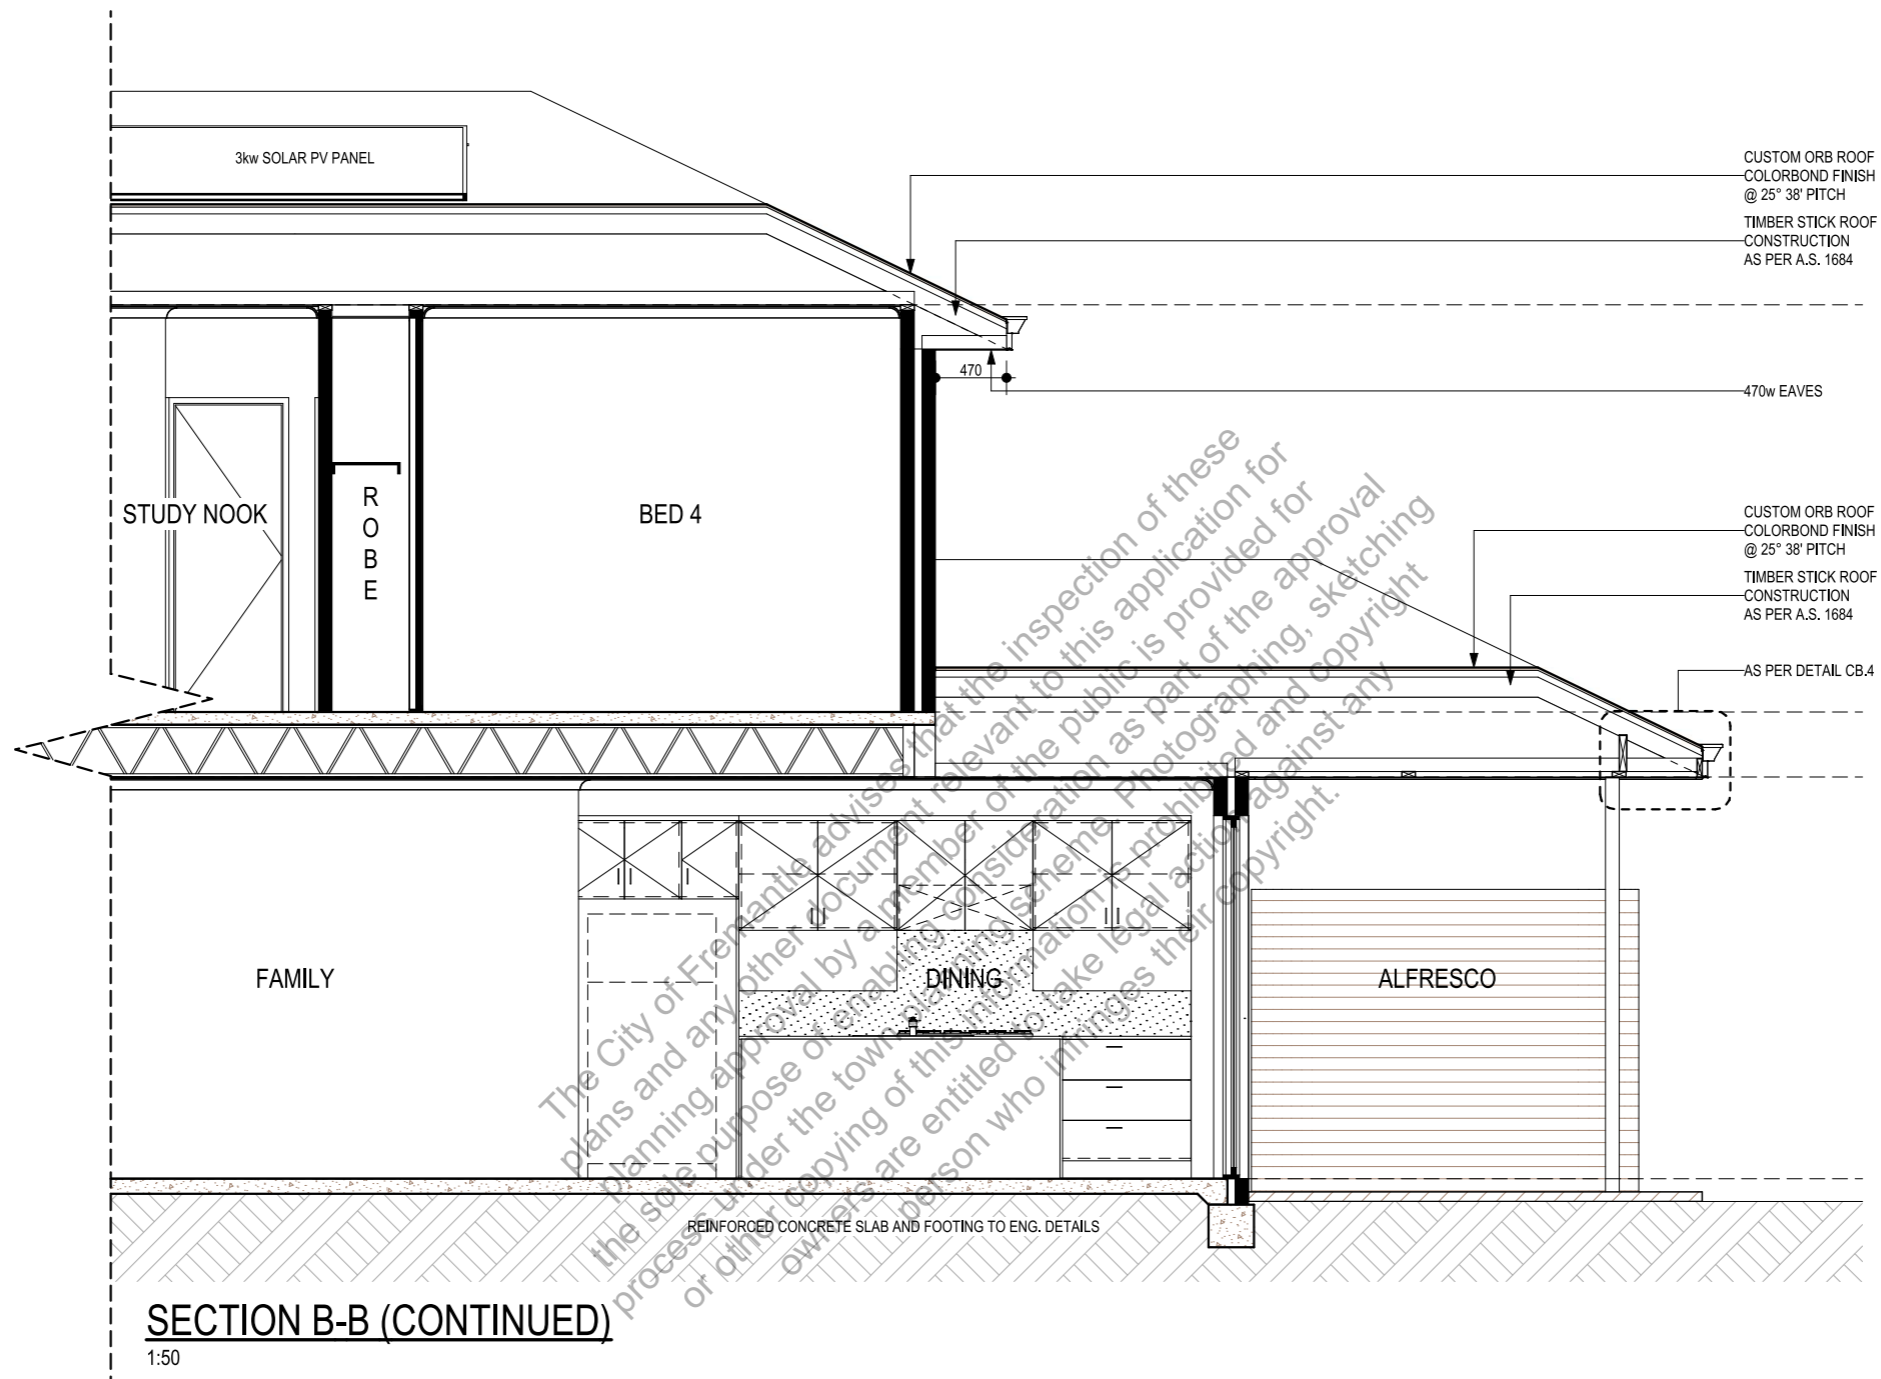 3kw SOLAR PV PANEL
CUSTOM ORB ROOF
COLORBOND FINISH
@ 25° 38' PITCH
TIMBER STICK ROOF
CONSTRUCTION
AS PER A.S. 1684
470
470w EAVES
STUDY NOOK
R
O
B
E
BED 4
CUSTOM ORB ROOF
COLORBOND FINISH
@ 25° 38' PITCH
TIMBER STICK ROOF
CONSTRUCTION
AS PER A.S. 1684
AS PER DETAIL CB.4
FAMILY
DINING
ALFRESCO
The City of Fremantle advises that the inspection of these
plans and any other document relevant to this application for
planning approval by a member of the public is provided for
the sole purpose of enabling consideration as part of the approval
process under the town planning scheme. Photographing, sketching
or other copying of this information is prohibited and copyright
owners are entitled to take legal action against any
person who infringes their copyright.
REINFORCED CONCRETE SLAB AND FOOTING TO ENG. DETAILS
SECTION B-B (CONTINUED)
1:50